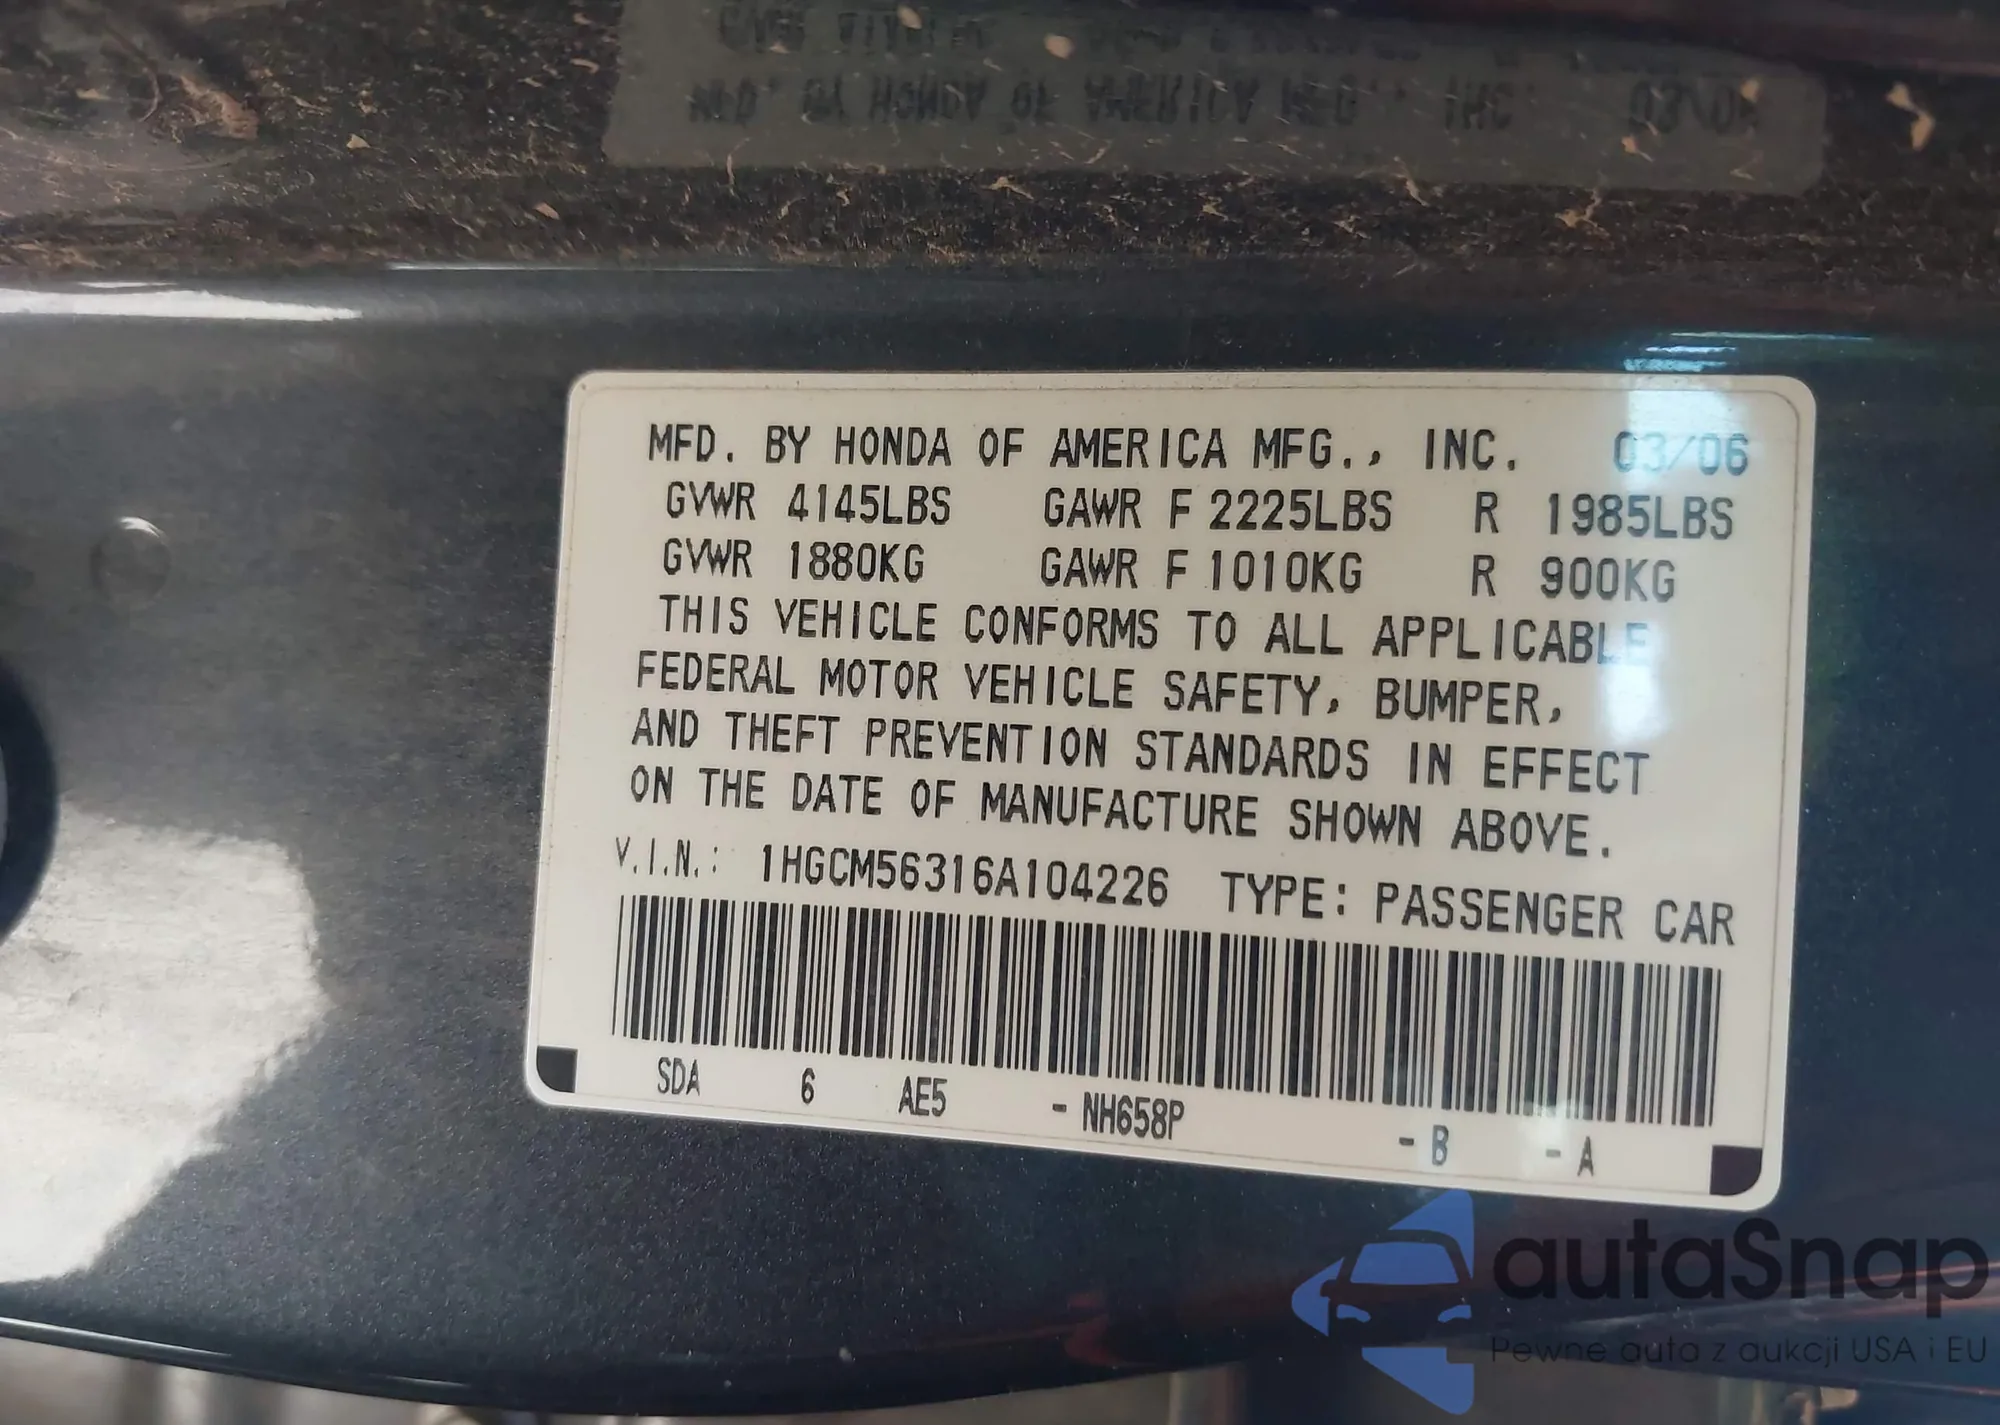 MFD. BY HONDA OF AMERICA MFG., INC. 03/06
GVWR 4145LBS GAWR F 2225LBS R 1985LBS
GVWR 1880KG GAWR F 1010KG R 900KG
THIS VEHICLE CONFORMS TO ALL APPLICABLE
FEDERAL MOTOR VEHICLE SAFETY, BUMPER,
AND THEFT PREVENTION STANDARDS IN EFFECT
ON THE DATE OF MANUFACTURE SHOWN ABOVE.
V.I.N.: 1HGCM56316A104226 TYPE: PASSENGER CAR
SDA 6 AE5 -NH658P -B -A
autaSnap
Pewne auta z aukcji USA i EU